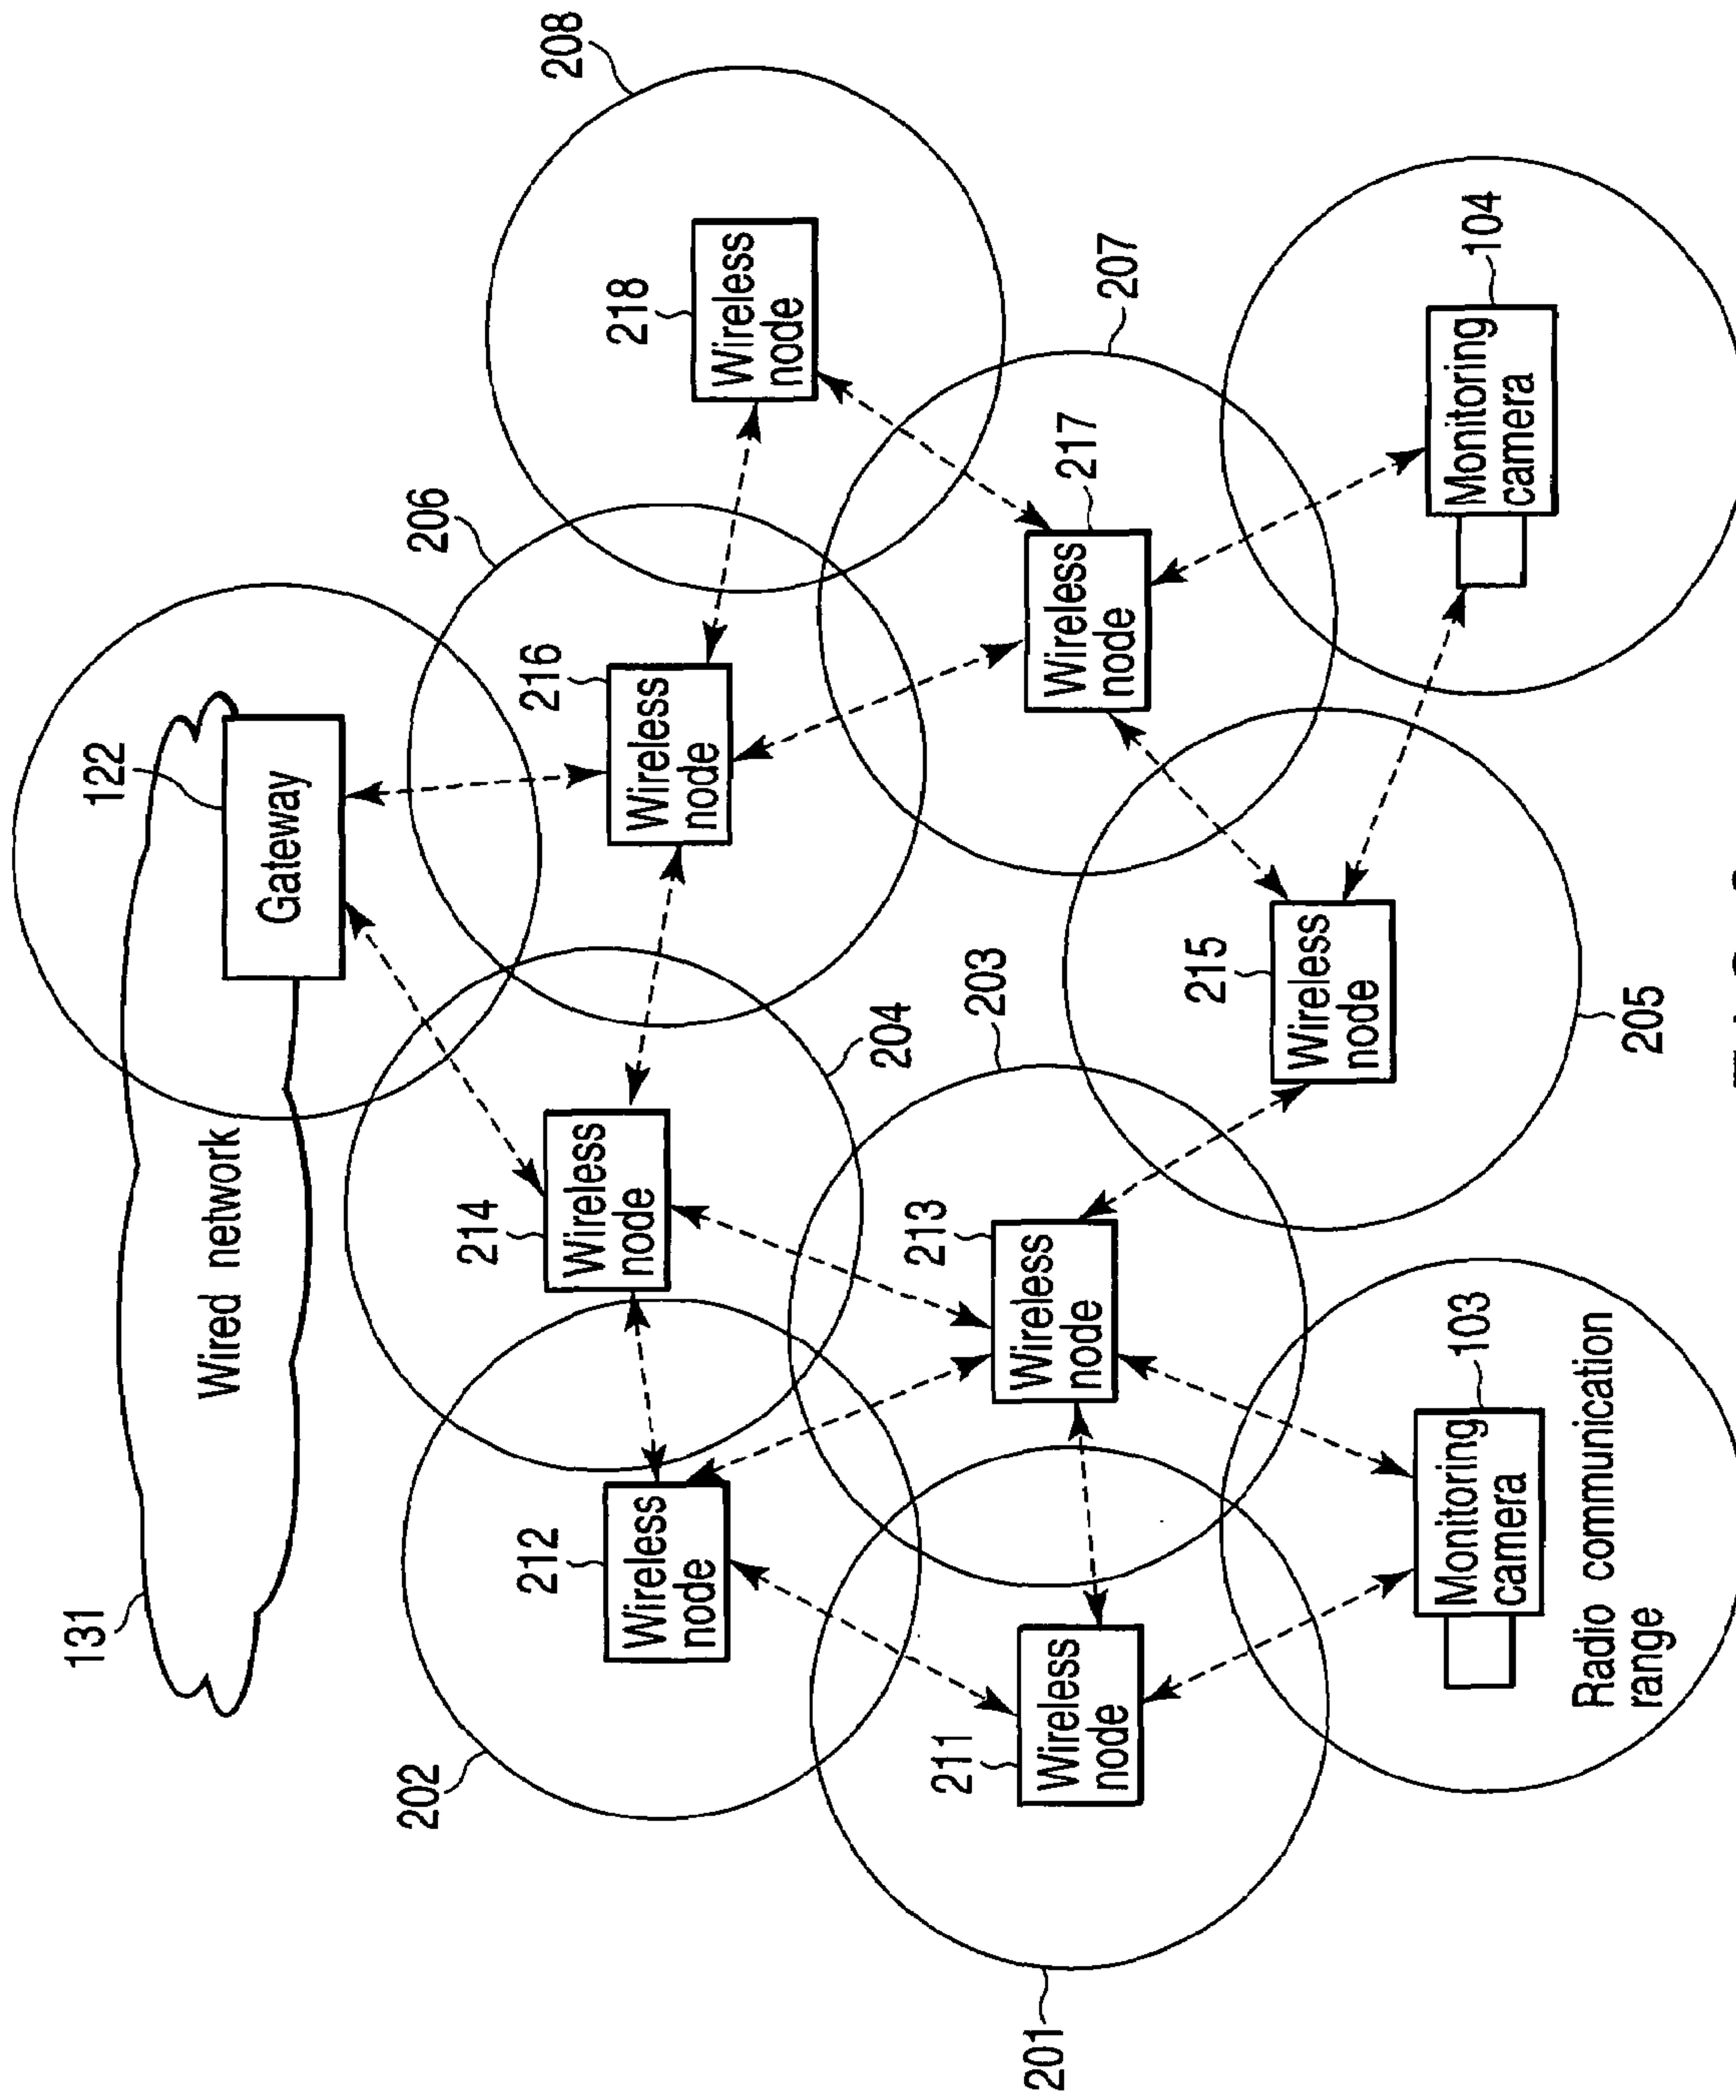 131
Wired network
122
Gateway
202
212
Wireless
node
214
Wireless
node
204
216
Wireless
node
206
218
Wireless
node
208
201
211
Wireless
node
213
Wireless
node
203
215
Wireless
node
205
217
Wireless
node
207
103
Monitoring
camera
Radio communication
range
104
Monitoring
camera